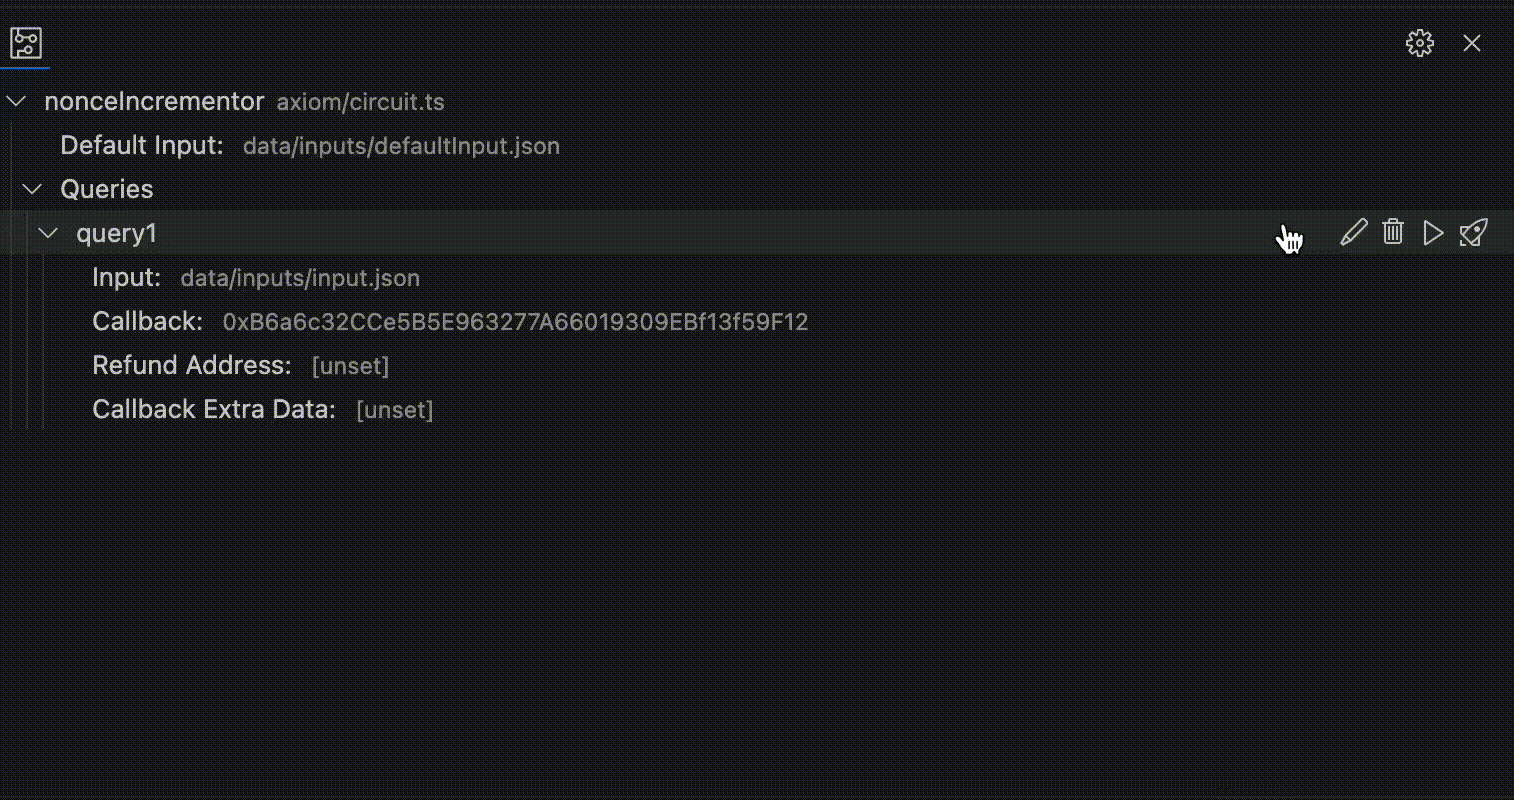 nonceIncrementor axiom/circuit.ts
Default Input: data/inputs/defaultInput.json
Queries
query1
Input: data/inputs/input.json
Callback: 0xB6a6c32CCe5B5E963277A66019309EBf13f59F12
Refund Address: [unset]
Callback Extra Data: [unset]